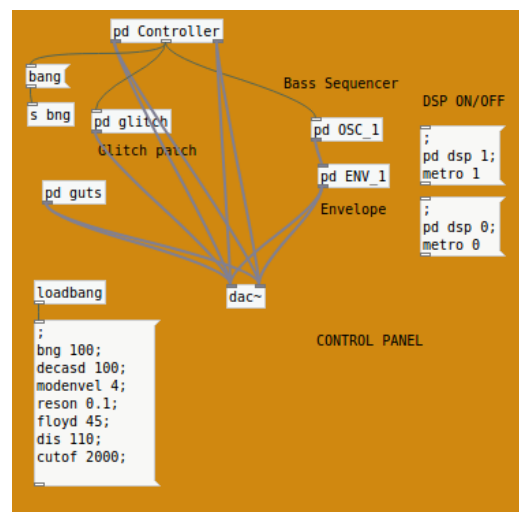 pd Controller
bang
s bng
pd glitch
Glitch patch
Bass Sequencer
pd OSC_1
pd ENV_1
Envelope
DSP ON/OFF
;
pd dsp 1;
metro 1
;
pd dsp 0;
metro 0
pd guts
dac~
loadbang
;
bng 100;
decasd 100;
modenvel 4;
reson 0.1;
floyd 45;
dis 110;
cutof 2000;
CONTROL PANEL